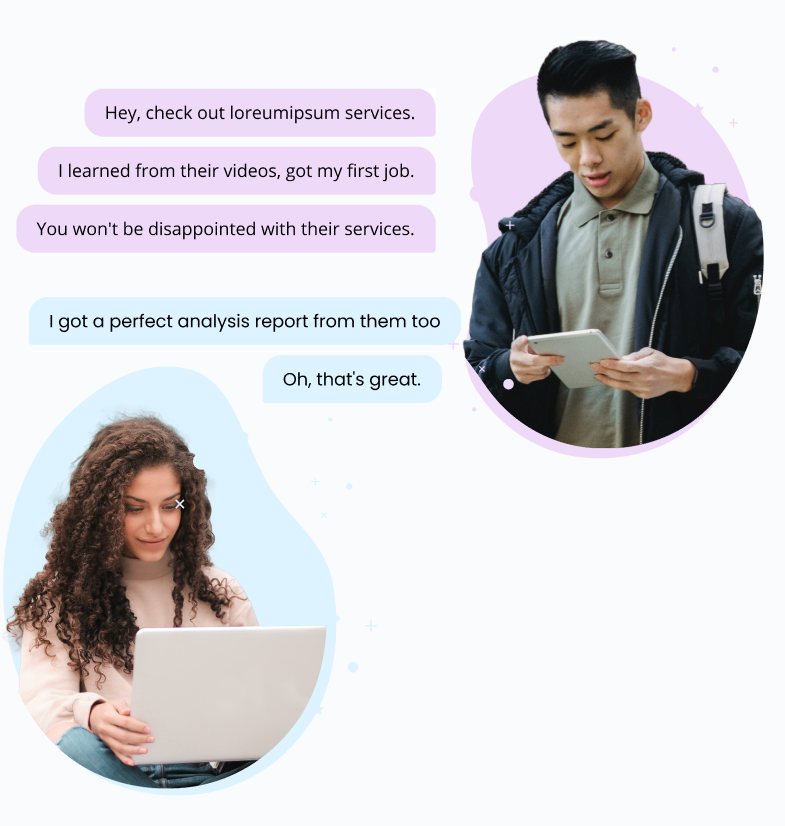 Hey, check out loreumipsum services.
I learned from their videos, got my first job.
You won't be disappointed with their services.
I got a perfect analysis report from them too
Oh, that's great.